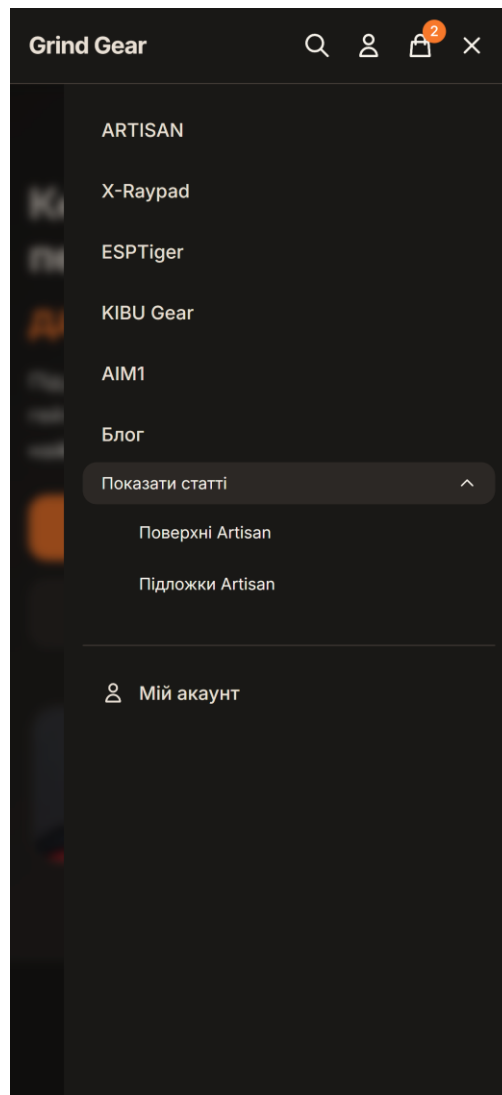 Grind Gear
2
ARTISAN
X-Raypad
ESPTiger
KIBU Gear
AIM1
Блог
Показати статті
Поверхні Artisan
Підложки Artisan
Мій акаунт